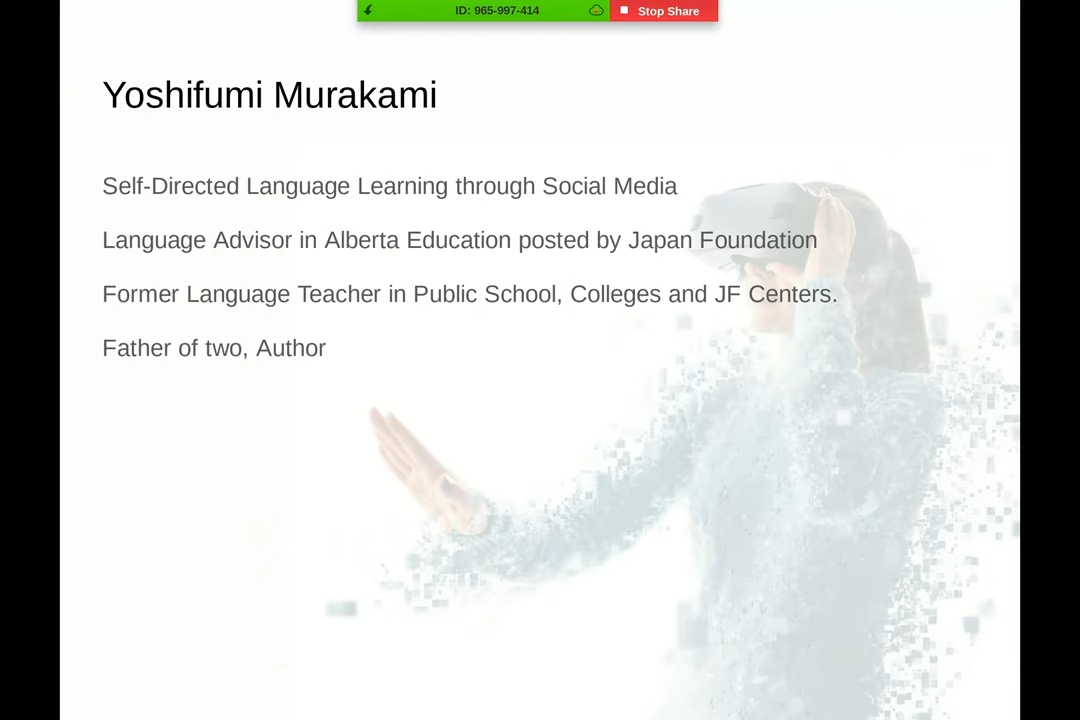 ID: 965-997-414
Stop Share
Yoshifumi Murakami
Self-Directed Language Learning through Social Media
Language Advisor in Alberta Education posted by Japan Foundation
Former Language Teacher in Public School, Colleges and JF Centers.
Father of two, Author